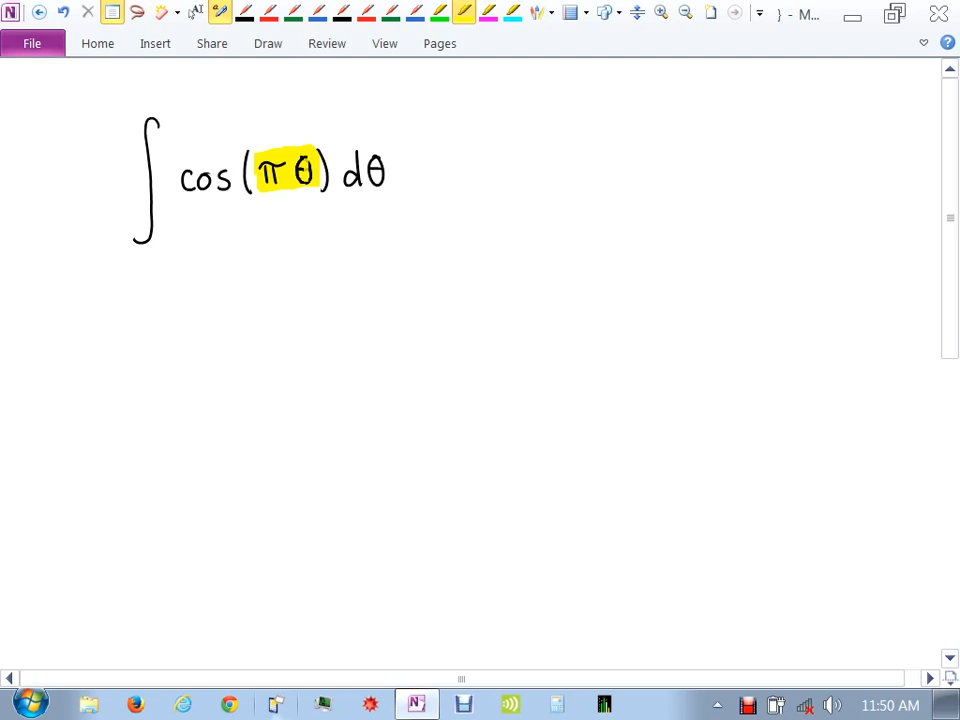 } - M...
File Home Insert Share Draw Review View Pages
∫ cos(πθ) dθ
11:50 AM